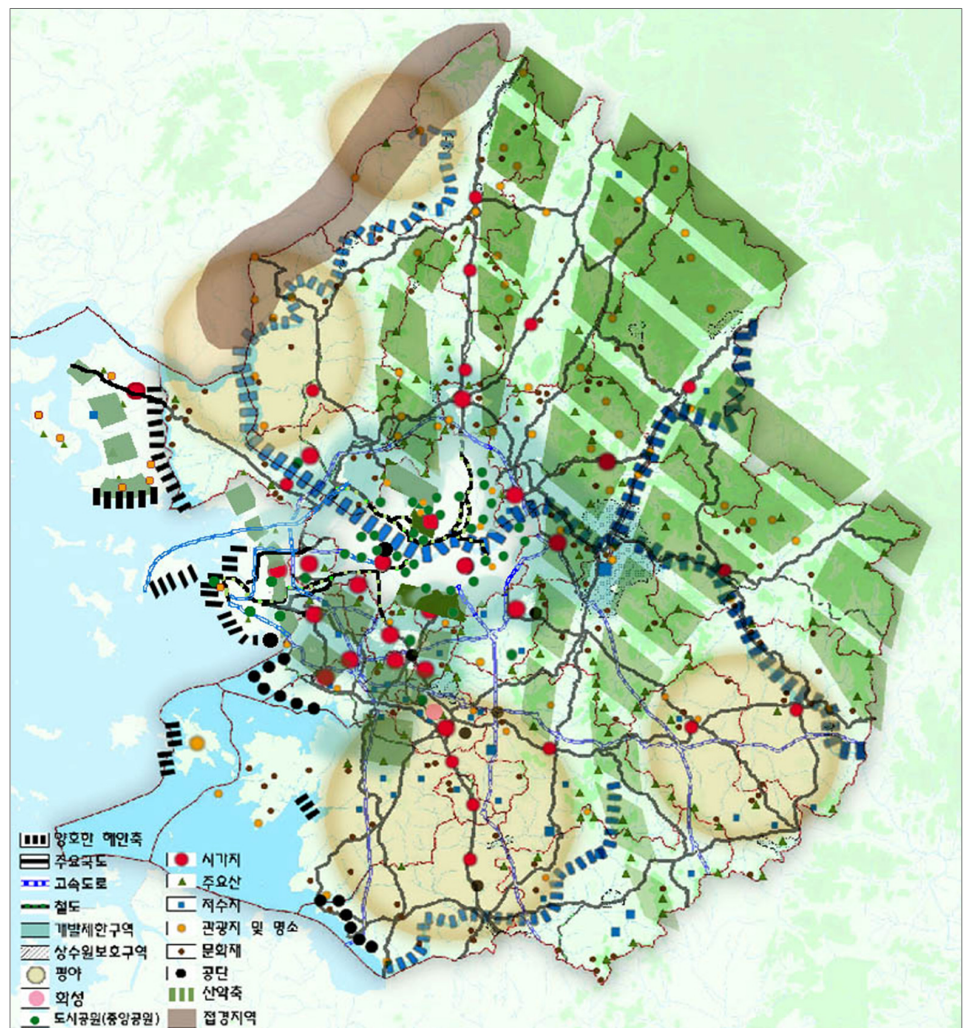 양호한 해안축
주요국도
고속도로
철도
개발제한구역
상수원보호구역
평야
화성
도시공원(중앙공원)
시가지
주요산
저수지
관광지 및 명소
문화재
공단
산악축
접경지역